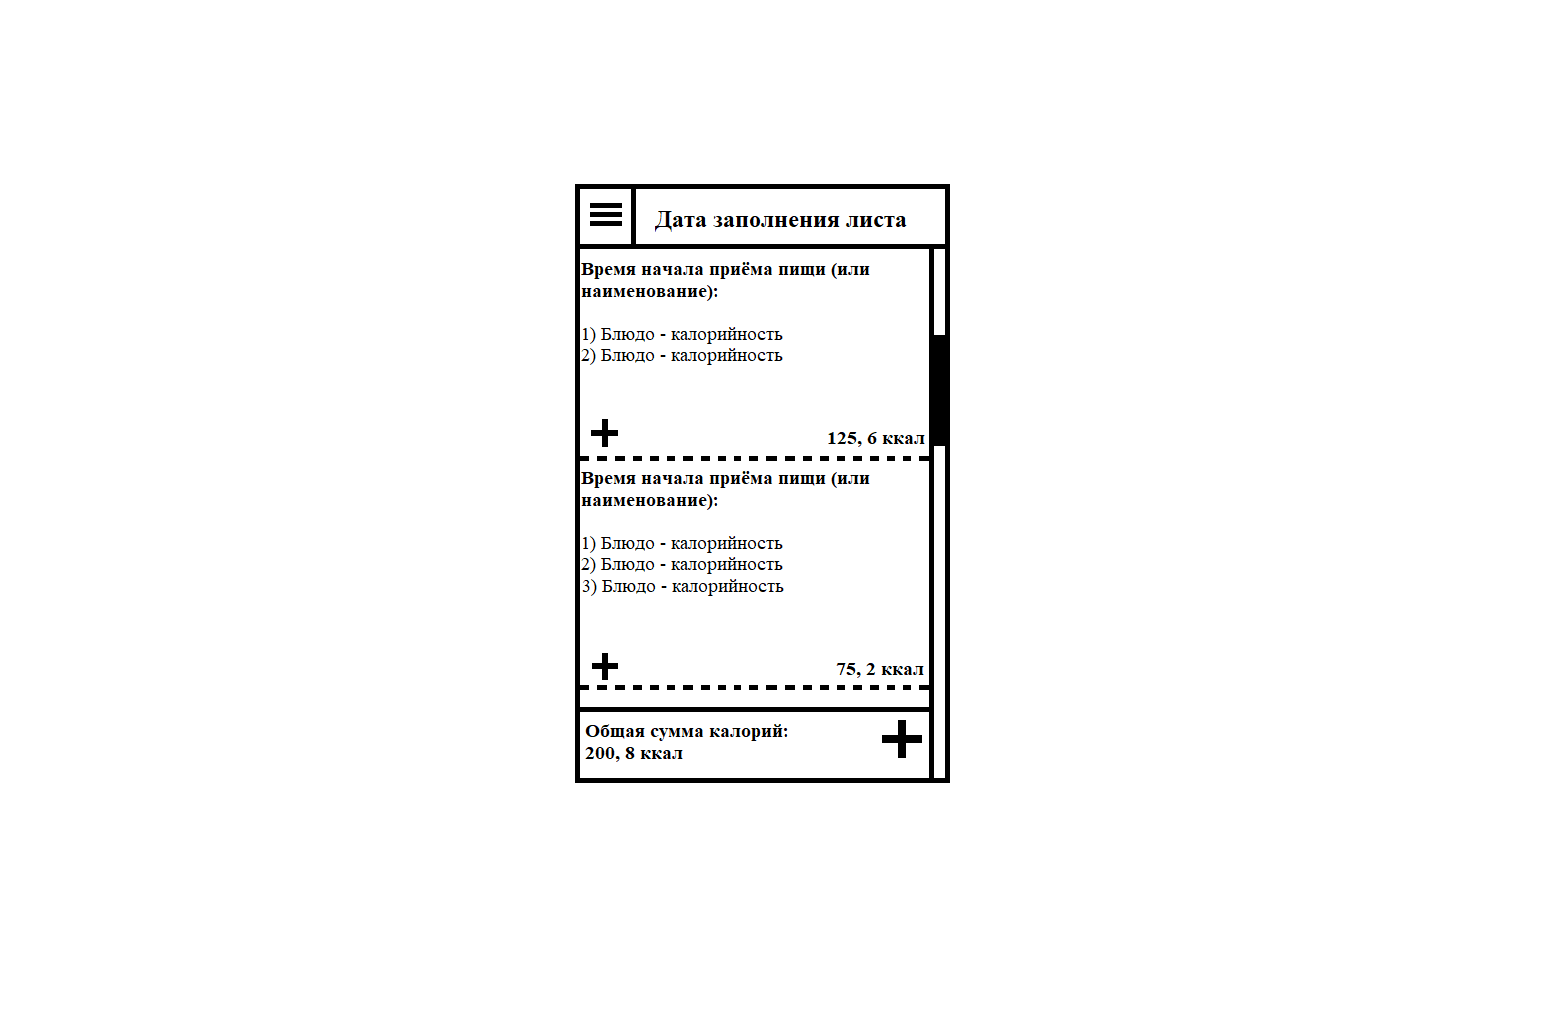 Дата заполнения листа
Время начала приёма пищи (или
наименование):
1) Блюдо - калорийность
2) Блюдо - калорийность
125, 6 ккал
Время начала приёма пищи (или
наименование):
1) Блюдо - калорийность
2) Блюдо - калорийность
3) Блюдо - калорийность
75, 2 ккал
Общая сумма калорий:
200, 8 ккал